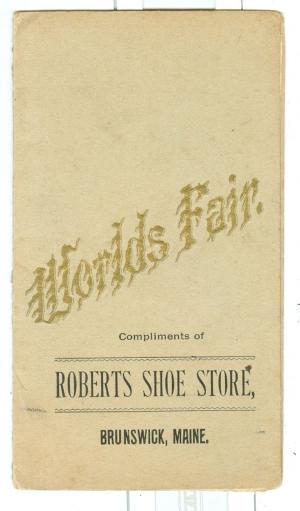 Worlds Fair.
Compliments of
ROBERTS SHOE STORE,
BRUNSWICK, MAINE.